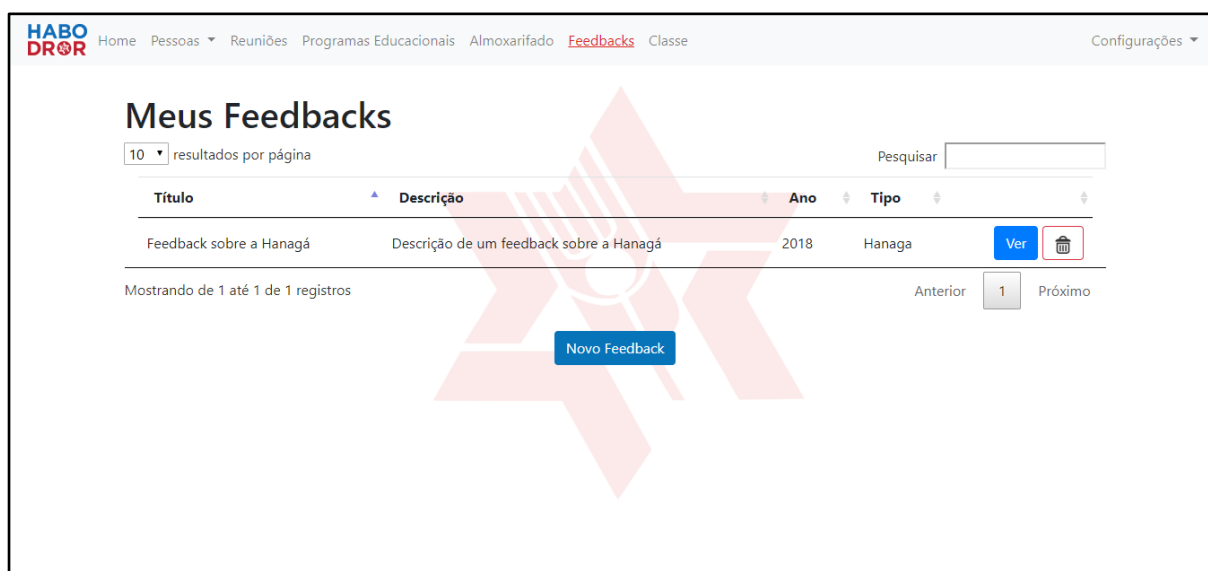 HABO
DROR
Home Pessoas Reuniões Programas Educacionais Almoxarifado Feedbacks Classe Configurações
Meus Feedbacks
10 resultados por página Pesquisar
Título Descrição Ano Tipo
Feedback sobre a Hanagá Descrição de um feedback sobre a Hanagá 2018 Hanaga Ver
Mostrando de 1 até 1 de 1 registros Anterior 1 Próximo
Novo Feedback